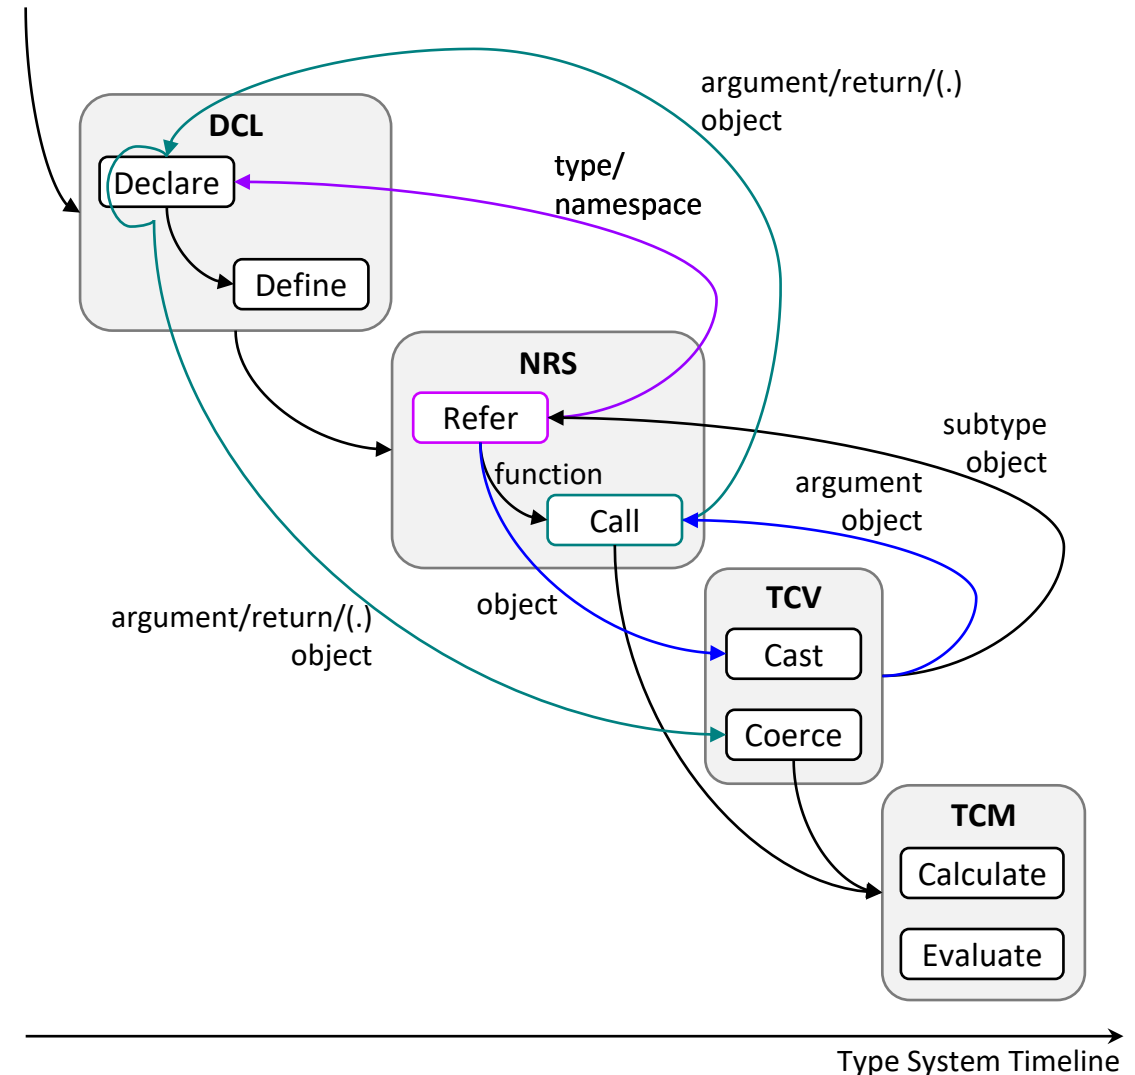 argument/return/(.)
object
DCL
type/
namespace
Declare
Define
NRS
Refer
subtype
object
function
argument
object
Call
TCV
object
argument/return/(.)
object
Cast
Coerce
TCM
Calculate
Evaluate
Type System Timeline